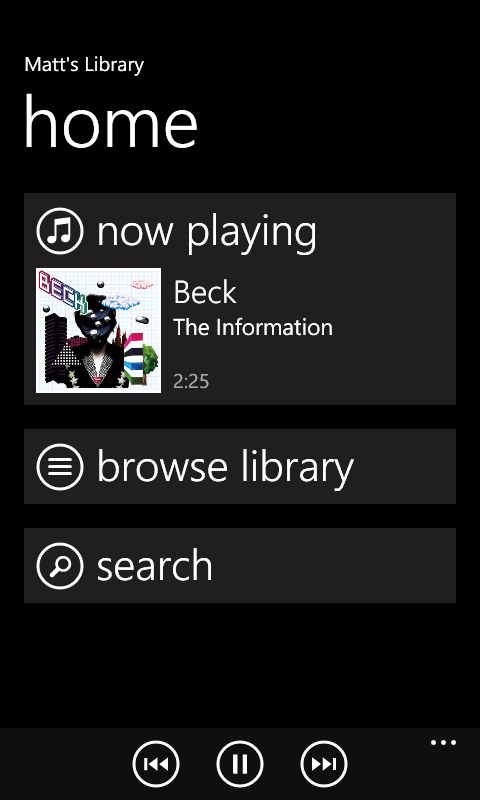 Matt's Library
home
now playing
BECK
Beck
The Information
2:25
browse library
search